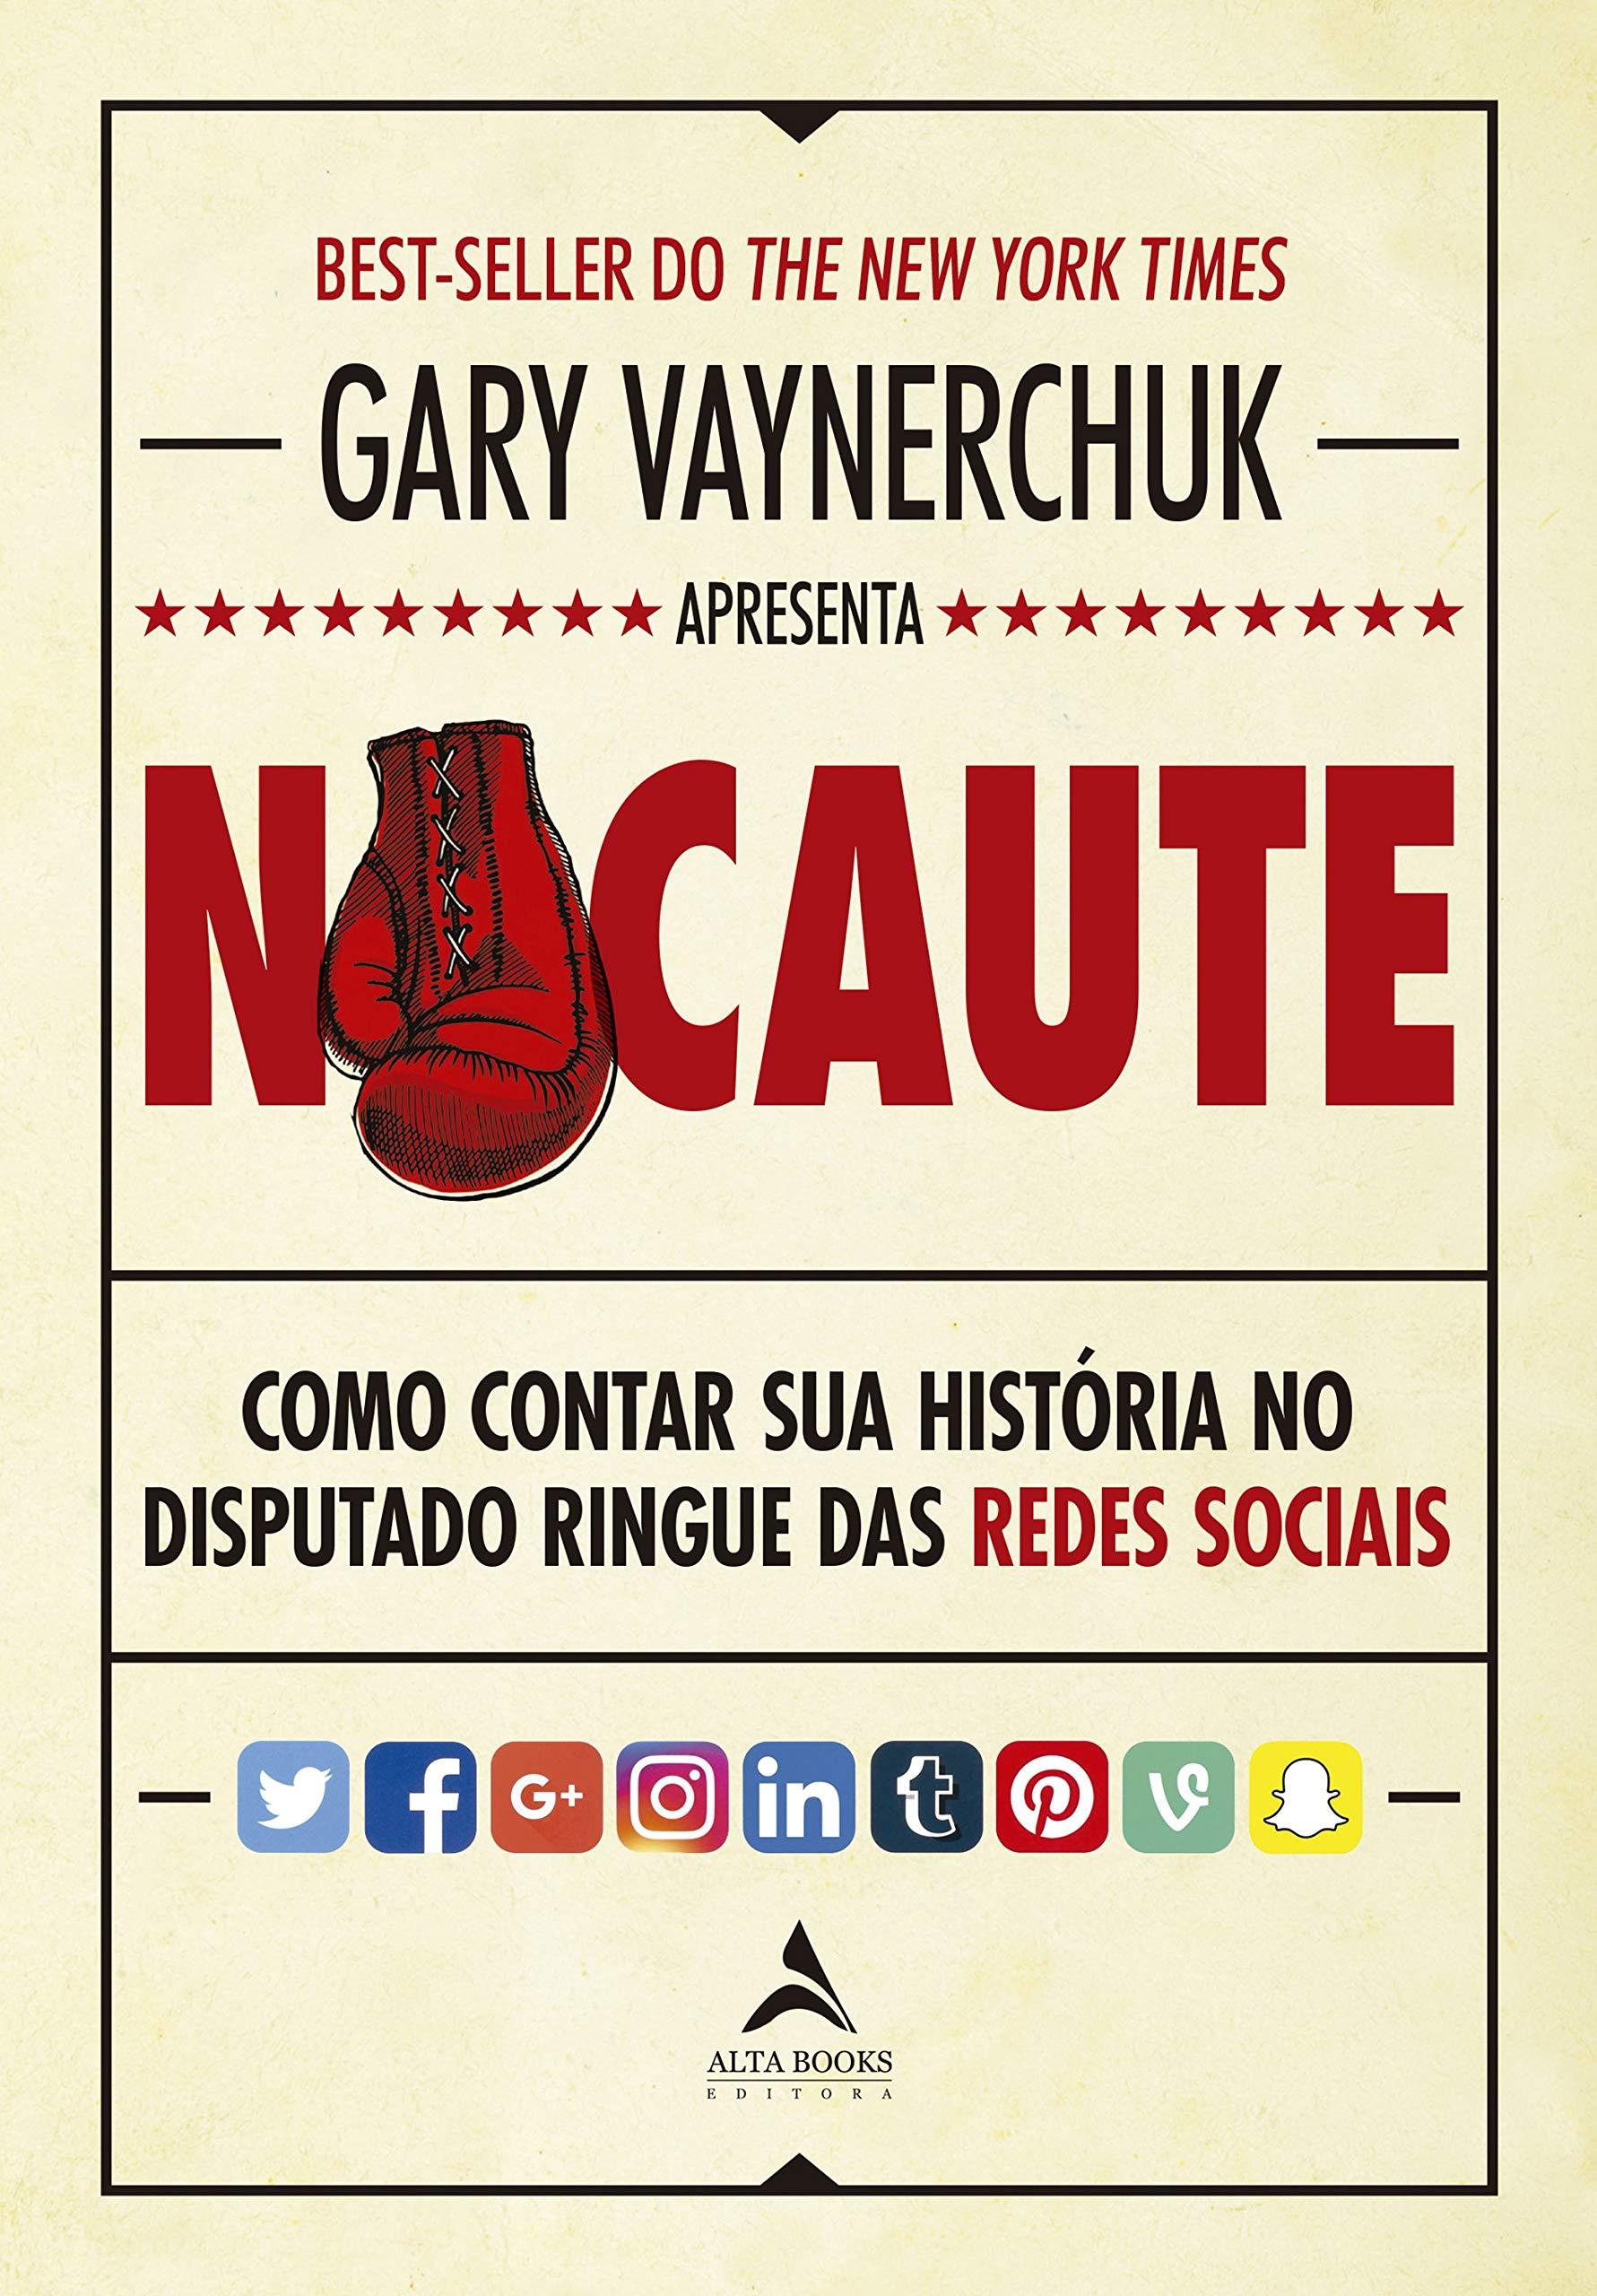 BEST-SELLER DO THE NEW YORK TIMES
GARY VAYNERCHUK
APRESENTA
NOCAUTE
COMO CONTAR SUA HISTÓRIA NO
DISPUTADO RINGUE DAS REDES SOCIAIS
G+ in
ALTA BOOKS
EDITORA